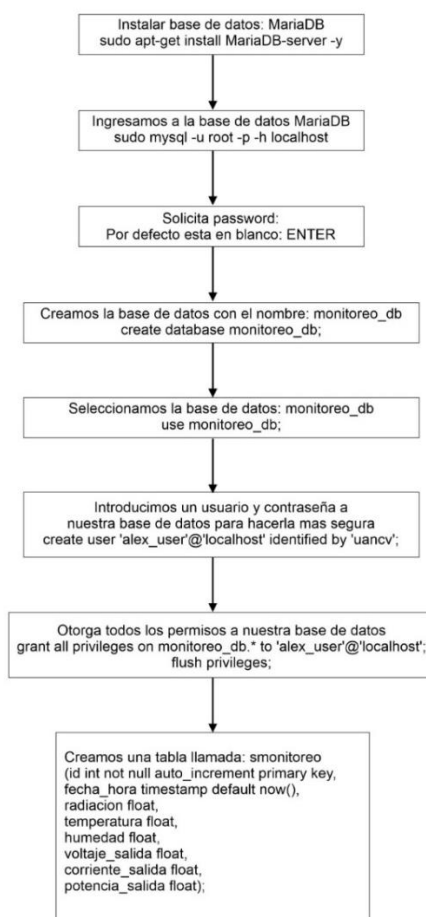 Instalar base de datos: MariaDB
sudo apt-get install MariaDB-server -y
Ingresamos a la base de datos MariaDB
sudo mysql -u root -p -h localhost
Solicita password:
Por defecto esta en blanco: ENTER
Creamos la base de datos con el nombre: monitoreo_db
create database monitoreo_db;
Seleccionamos la base de datos: monitoreo_db
use monitoreo_db;
Introducimos un usuario y contraseña a
nuestra base de datos para hacerla mas segura
create user 'alex_user'@'localhost' identified by 'uancv';
Otorga todos los permisos a nuestra base de datos
grant all privileges on monitoreo_db.* to 'alex_user'@'localhost';
flush privileges;
Creamos una tabla llamada: smonitoreo
(id int not null auto_increment primary key,
fecha_hora timestamp default now(),
radiacion float,
temperatura float,
humedad float,
voltaje_salida float,
corriente_salida float,
potencia_salida float);